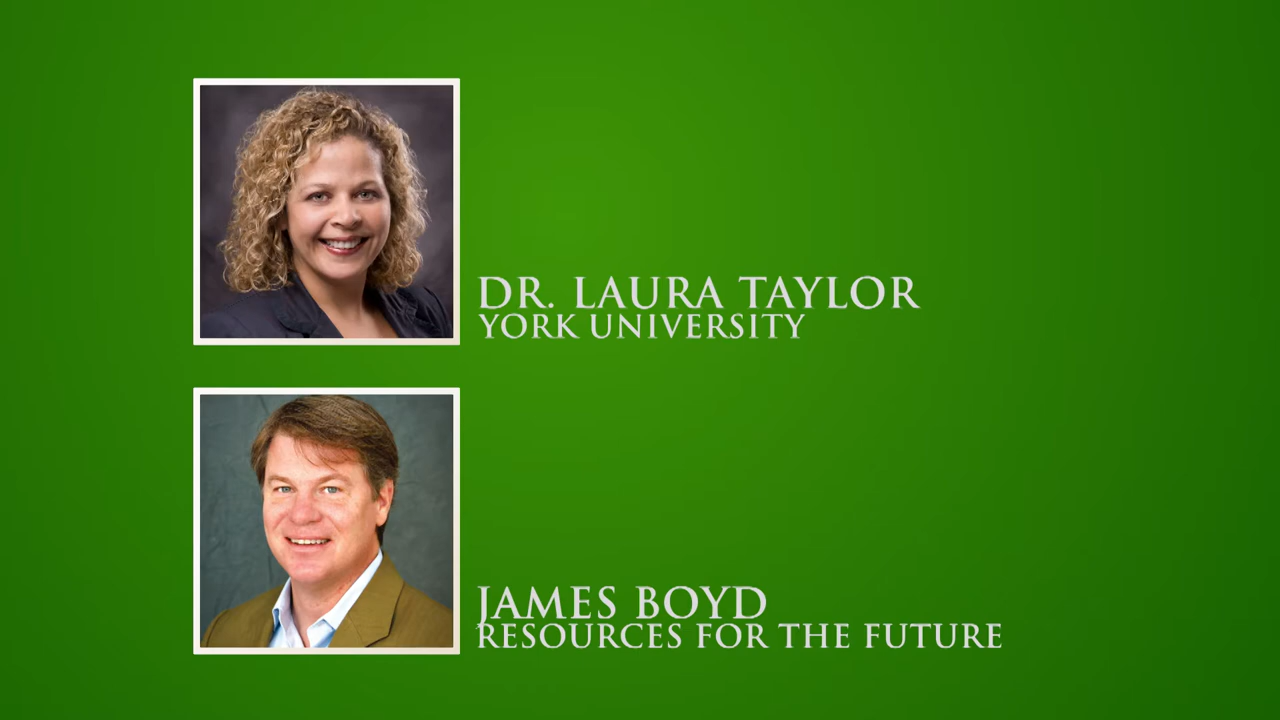 DR. LAURA TAYLOR
YORK UNIVERSITY
JAMES BOYD
RESOURCES FOR THE FUTURE